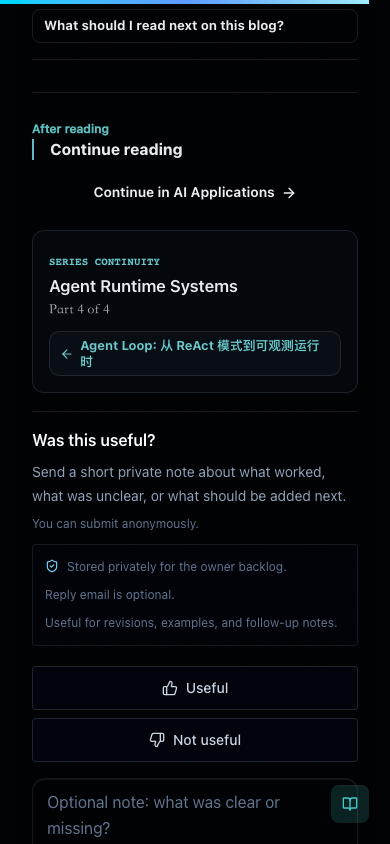 What should I read next on this blog?
After reading
Continue reading
Continue in AI Applications →
SERIES CONTINUITY
Agent Runtime Systems
Part 4 of 4
← Agent Loop: 从 ReAct 模式到可观测运行
时
Was this useful?
Send a short private note about what worked,
what was unclear, or what should be added next.
You can submit anonymously.
Stored privately for the owner backlog.
Reply email is optional.
Useful for revisions, examples, and follow-up notes.
Useful
Not useful
Optional note: what was clear or
missing?